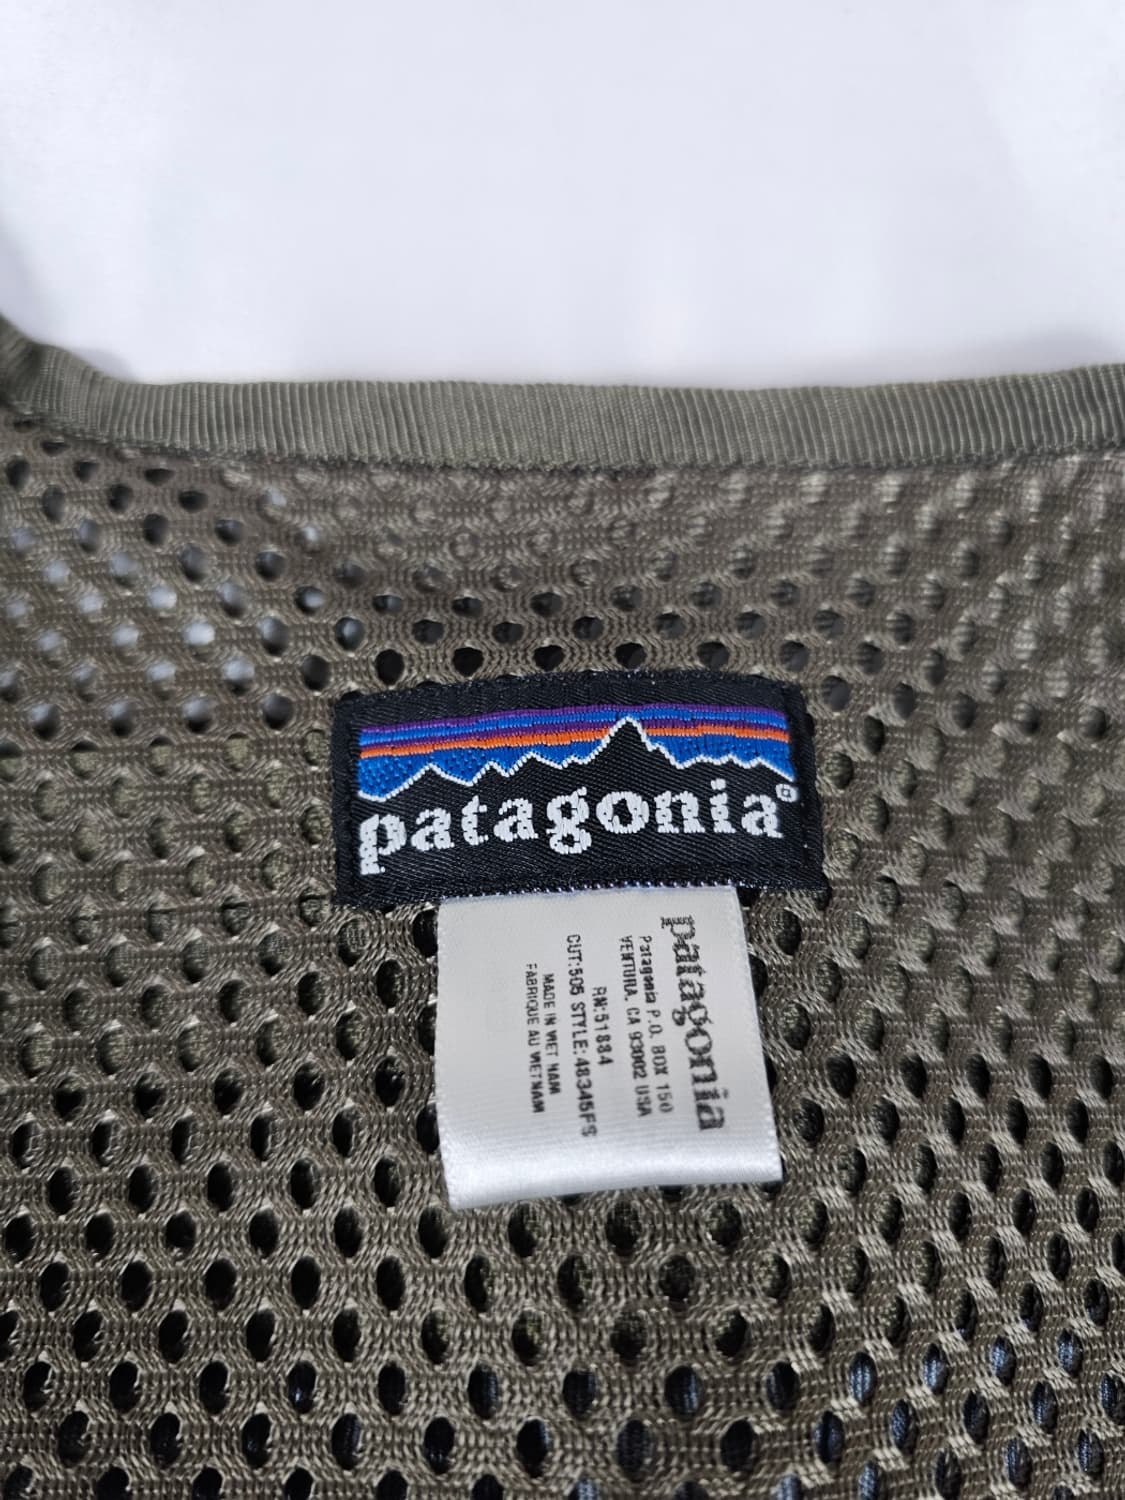 patagonia®
patagonia
Patagonia P.O. BOX 150
VENTURA, CA 93002 USA
RN:51884
CUT:505 STYLE:48345FS
MADE IN VIET NAM
FABRIQUE AU VIETNAM